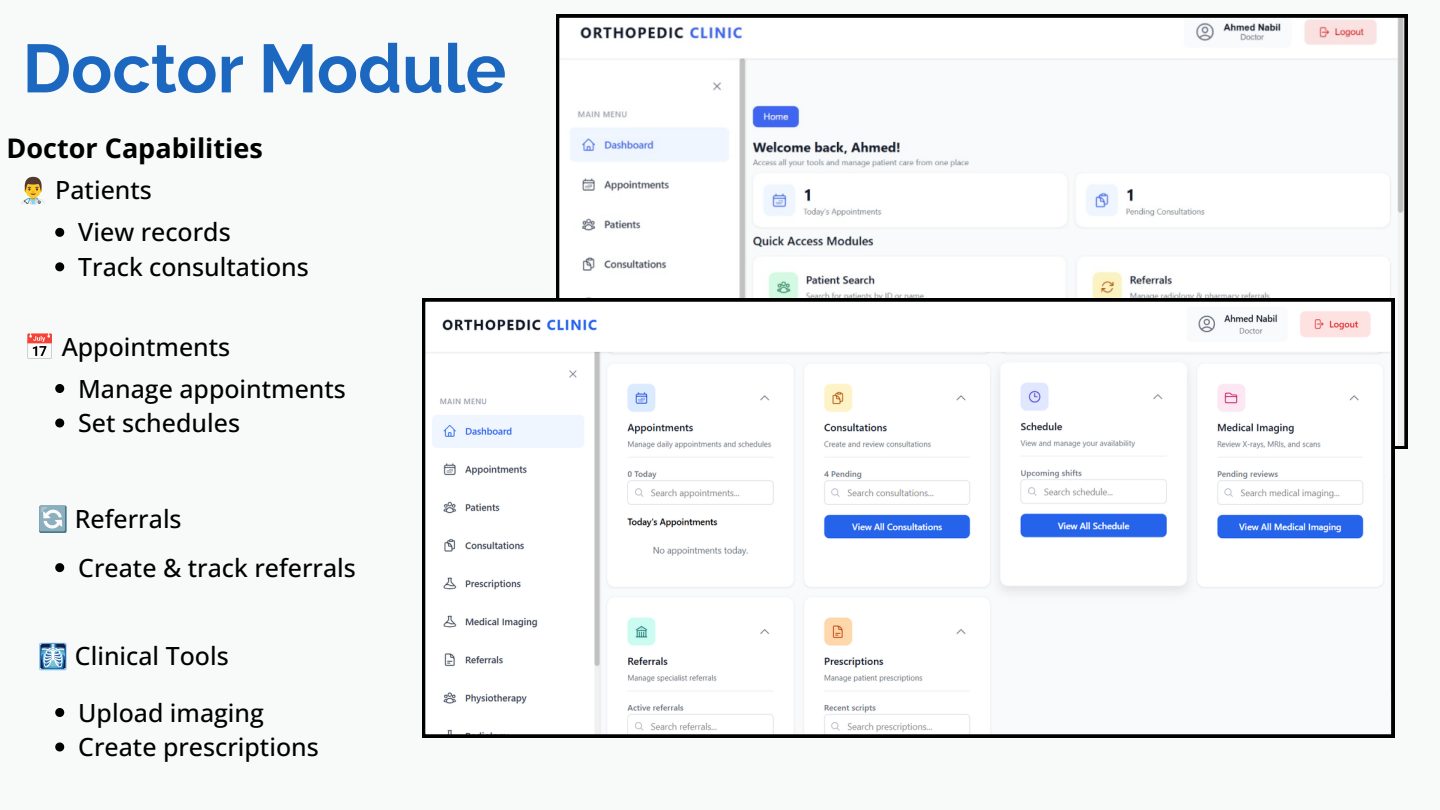 Doctor Module
Doctor Capabilities
Patients
View records
Track consultations
Appointments
Manage appointments
Set schedules
Referrals
Create & track referrals
Clinical Tools
Upload imaging
Create prescriptions
ORTHOPEDIC CLINIC
Ahmed Nabil
Doctor
Logout
MAIN MENU
Dashboard
Appointments
Patients
Consultations
Home
Welcome back, Ahmed!
Access all your tools and manage patient care from one place
1
Today's Appointments
1
Pending Consultations
Quick Access Modules
Patient Search
Search for patients by ID or name
Referrals
Manage radiology & pharmacy referrals
ORTHOPEDIC CLINIC
Ahmed Nabil
Doctor
Logout
MAIN MENU
Dashboard
Appointments
Patients
Consultations
Prescriptions
Medical Imaging
Referrals
Physiotherapy
Appointments
Manage daily appointments and schedules
0 Today
Search appointments...
Today's Appointments
No appointments today.
Consultations
Create and review consultations
4 Pending
Search consultations...
View All Consultations
Schedule
View and manage your availability
Upcoming shifts
Search schedule...
View All Schedule
Medical Imaging
Review X-rays, MRIs, and scans
Pending reviews
Search medical imaging...
View All Medical Imaging
Referrals
Manage specialist referrals
Active referrals
Search referrals...
Prescriptions
Manage patient prescriptions
Recent scripts
Search prescriptions...